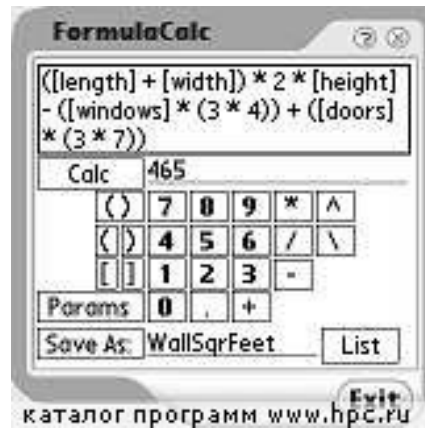 FormulaCalc
([length] + [width]) * 2 * [height]
- ([windows] * (3 * 4)) + ([doors]
* (3 * 7))
Calc 465
( ) 7 8 9 * ^
( ) 4 5 6 / \
[ ] 1 2 3 -
Params 0 . +
Save As: WallSqrFeet List
Exit
каталог программ www.hpc.ru